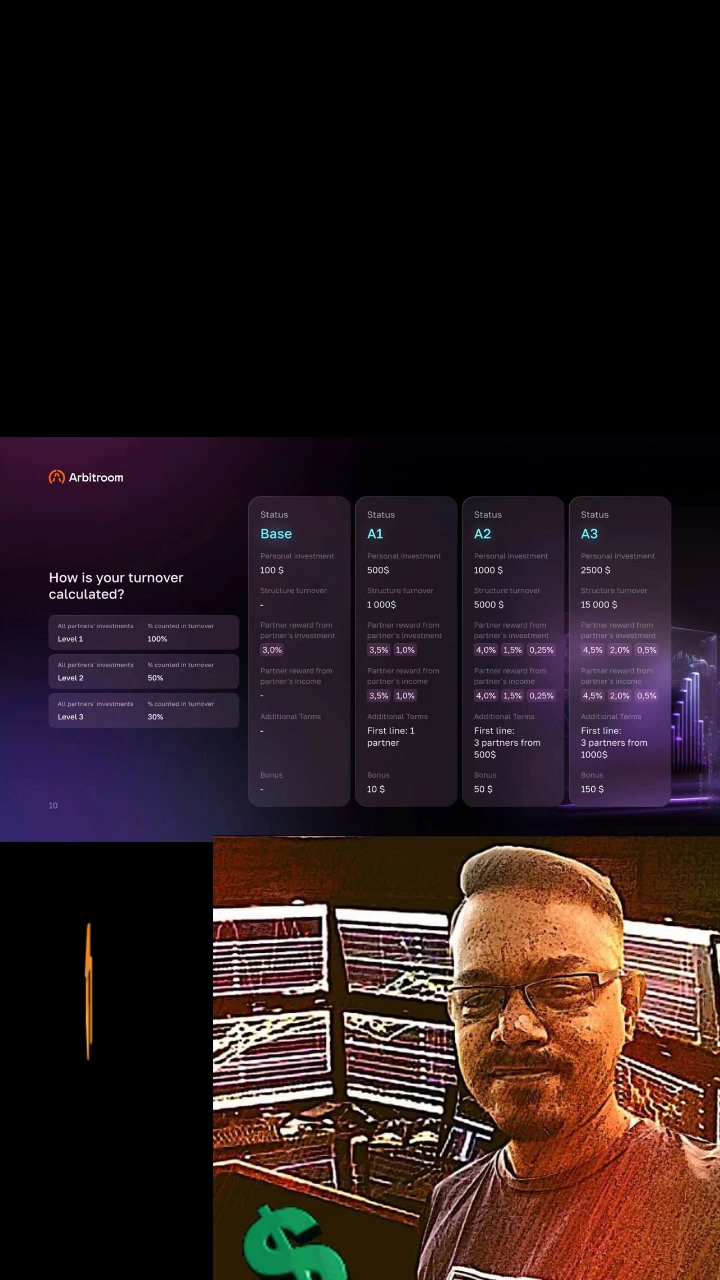 Arbitroom
How is your turnover
calculated?
All partners' investments % counted in turnover
Level 1 100%
All partners' investments % counted in turnover
Level 2 50%
All partners' investments % counted in turnover
Level 3 30%
10
Status
Base
Personal investment
100 $
Structure turnover
-
Partner reward from
partner's investment
3,0%
Partner reward from
partner's income
-
Additional Terms
-
Bonus
-
Status
A1
Personal investment
500$
Structure turnover
1 000$
Partner reward from
partner's investment
3,5% 1,0%
Partner reward from
partner's income
3,5% 1,0%
Additional Terms
First line: 1
partner
Bonus
10 $
Status
A2
Personal investment
1000 $
Structure turnover
5000 $
Partner reward from
partner's investment
4,0% 1,5% 0,25%
Partner reward from
partner's income
4,0% 1,5% 0,25%
Additional Terms
First line:
3 partners from
500$
Bonus
50 $
Status
A3
Personal investment
2500 $
Structure turnover
15 000 $
Partner reward from
partner's investment
4,5% 2,0% 0,5%
Partner reward from
partner's income
4,5% 2,0% 0,5%
Additional Terms
First line:
3 partners from
1000$
Bonus
150 $
$